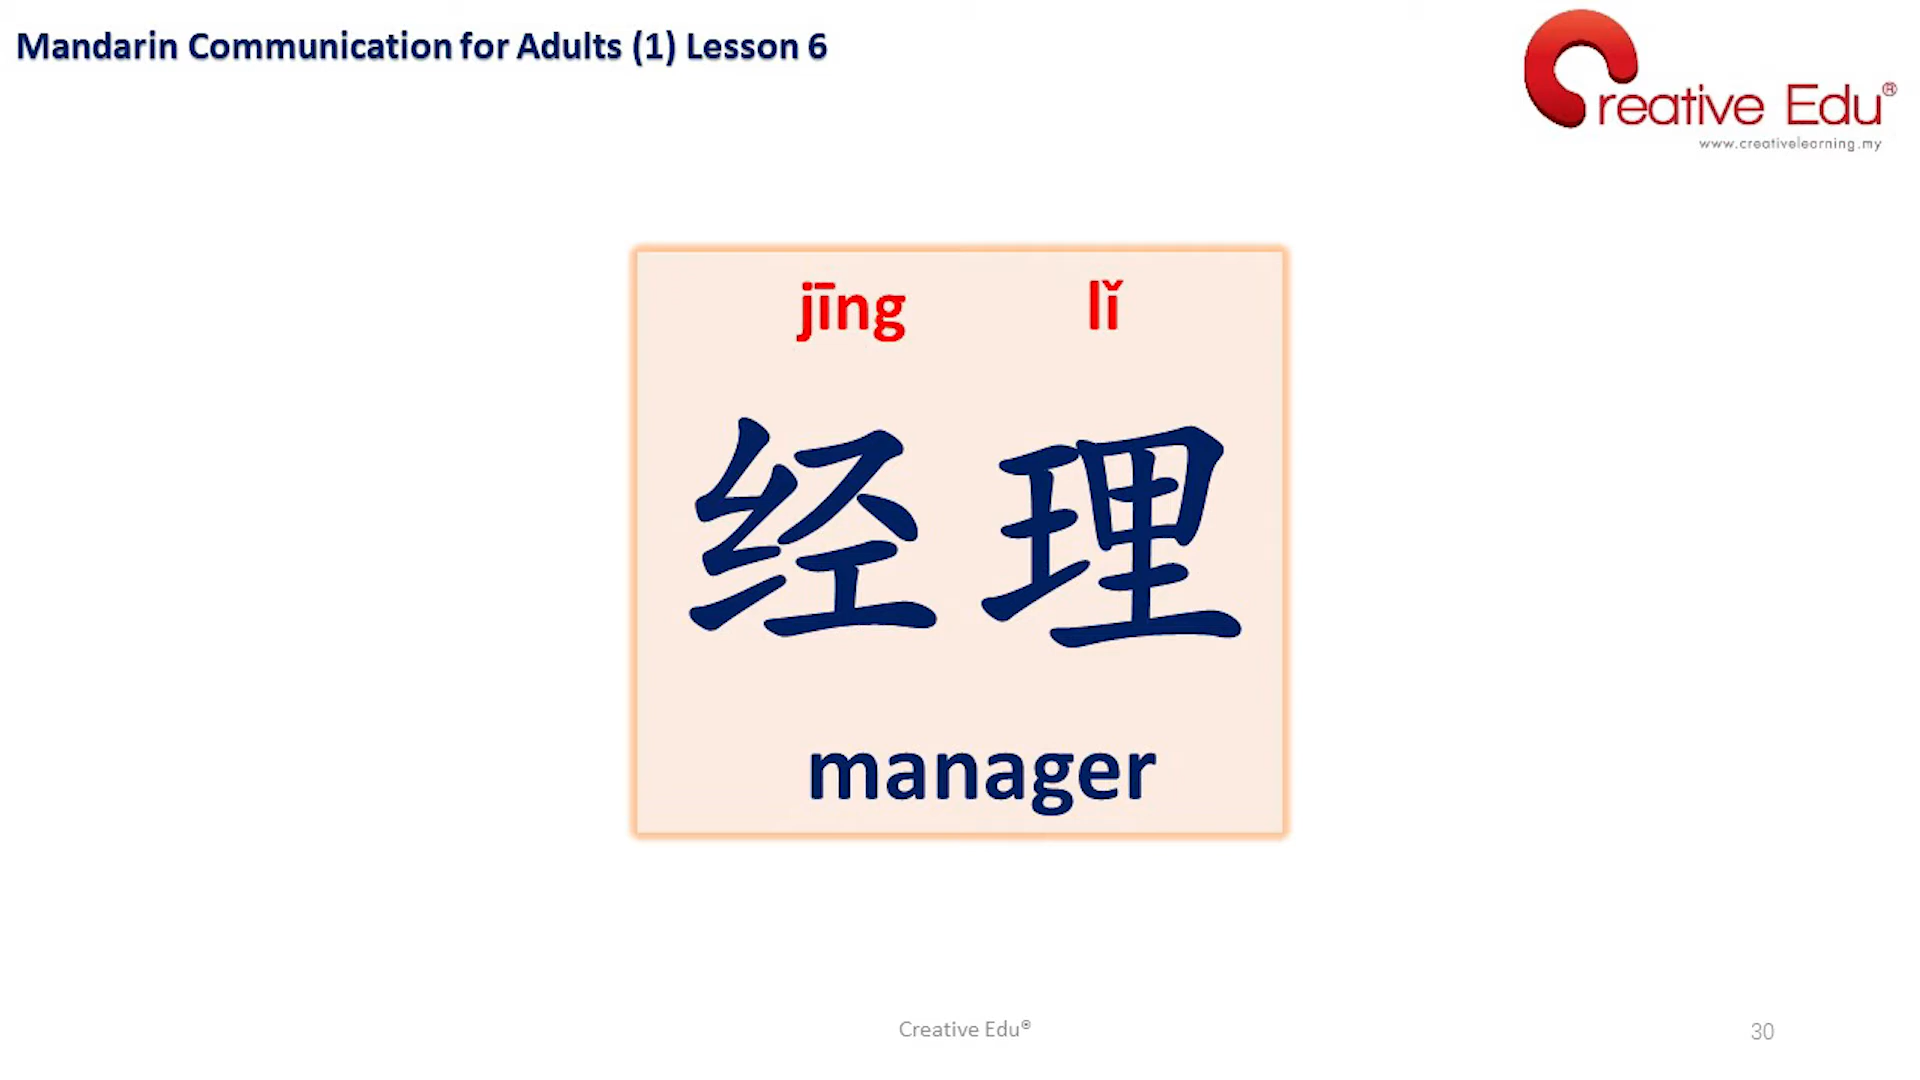 Mandarin Communication for Adults (1) Lesson 6
Creative Edu®
www.creativelearning.my
jīng lǐ
经理
manager
Creative Edu®
30